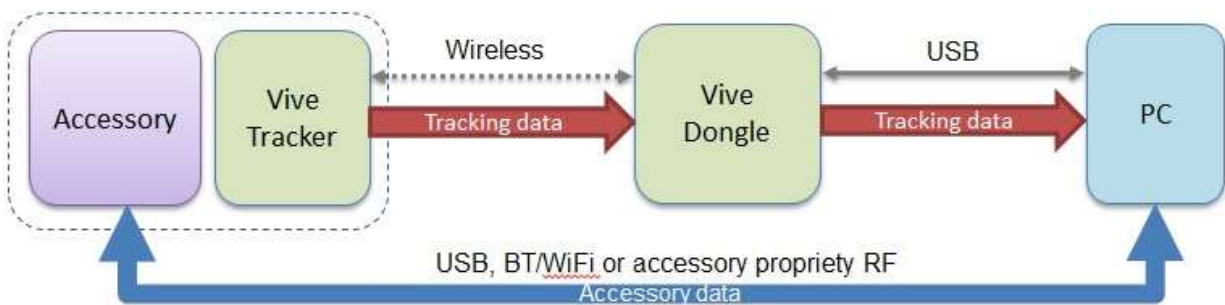 Accessory
Vive
Tracker
Wireless
Tracking data
Vive
Dongle
USB
Tracking data
PC
USB, BT/WiFi or accessory propriety RF
Accessory data